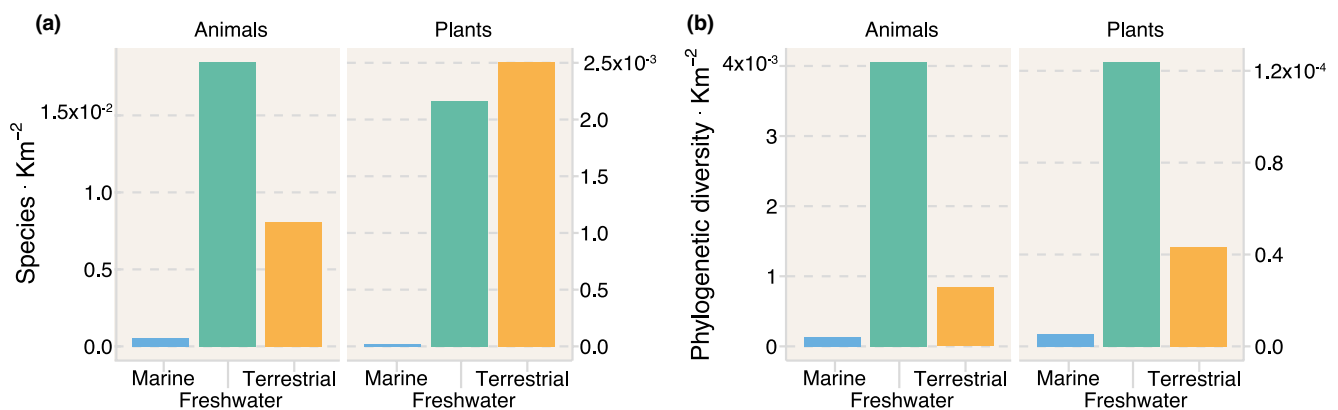 (a)
Animals
Plants
Species · Km⁻²
1.5x10⁻²
1.0
0.5
0.0
2.5x10⁻³
2.0
1.5
1.0
0.5
0.0
Marine
Freshwater
Terrestrial
Marine
Freshwater
Terrestrial
(b)
Animals
Plants
Phylogenetic diversity · Km⁻²
4x10⁻³
3
2
1
0
1.2x10⁻⁴
0.8
0.4
0.0
Marine
Freshwater
Terrestrial
Marine
Freshwater
Terrestrial